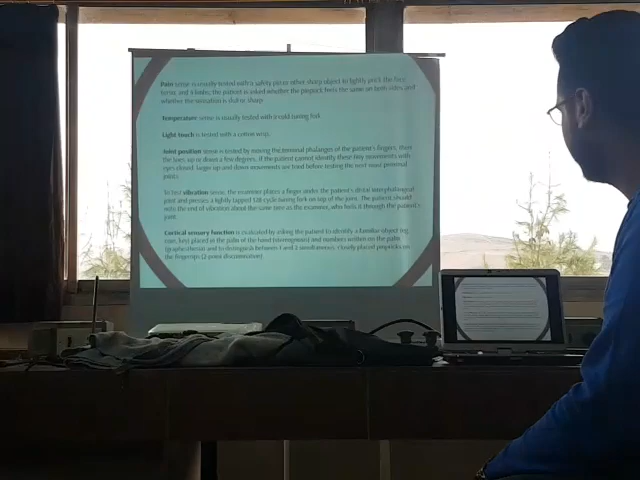 Pain sense is usually tested with a safety pin or other sharp object to lightly prick the face,
torso, and 4 limbs; the patient is asked whether the pinprick feels the same on both sides and
whether the sensation is dull or sharp.
Temperature sense is usually tested with a cold tuning fork
Light touch is tested with a cotton wisp.
Joint position sense is tested by moving the terminal phalanges of the patient's fingers, then
the toes, up or down a few degrees. If the patient cannot identify these tiny movements with
eyes closed, larger up-and-down movements are tried before testing the next most proximal
joints
To test vibration sense, the examiner places a finger under the patient's distal interphalangeal
joint and presses a lightly tapped 128-cycle tuning fork on top of the joint. The patient should
note the end of vibration about the same time as the examiner, who feels it through the patient's
joint
Cortical sensory function is evaluated by asking the patient to identify a familiar object (eg,
coin, key) placed in the palm of the hand (stereognosis) and numbers written on the palm
(graphesthesia) and to distinguish between 1 and 2 simultaneous, closely placed pinpricks on
the fingertips (2-point discrimination)